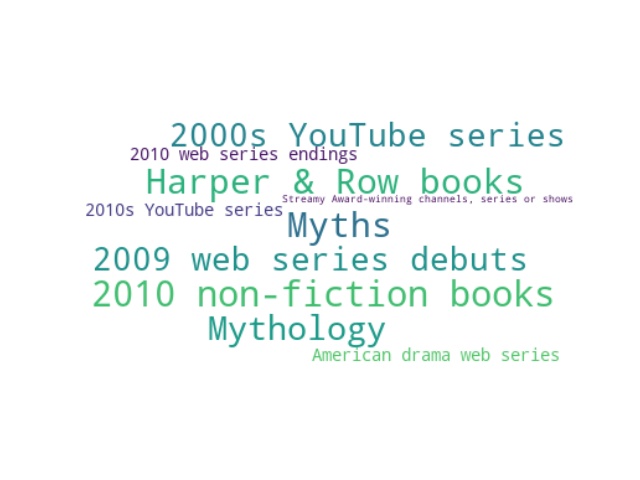 2000s YouTube series
2010 web series endings
Harper & Row books
Streamy Award-winning channels, series or shows
2010s YouTube series
Myths
2009 web series debuts
2010 non-fiction books
Mythology
American drama web series